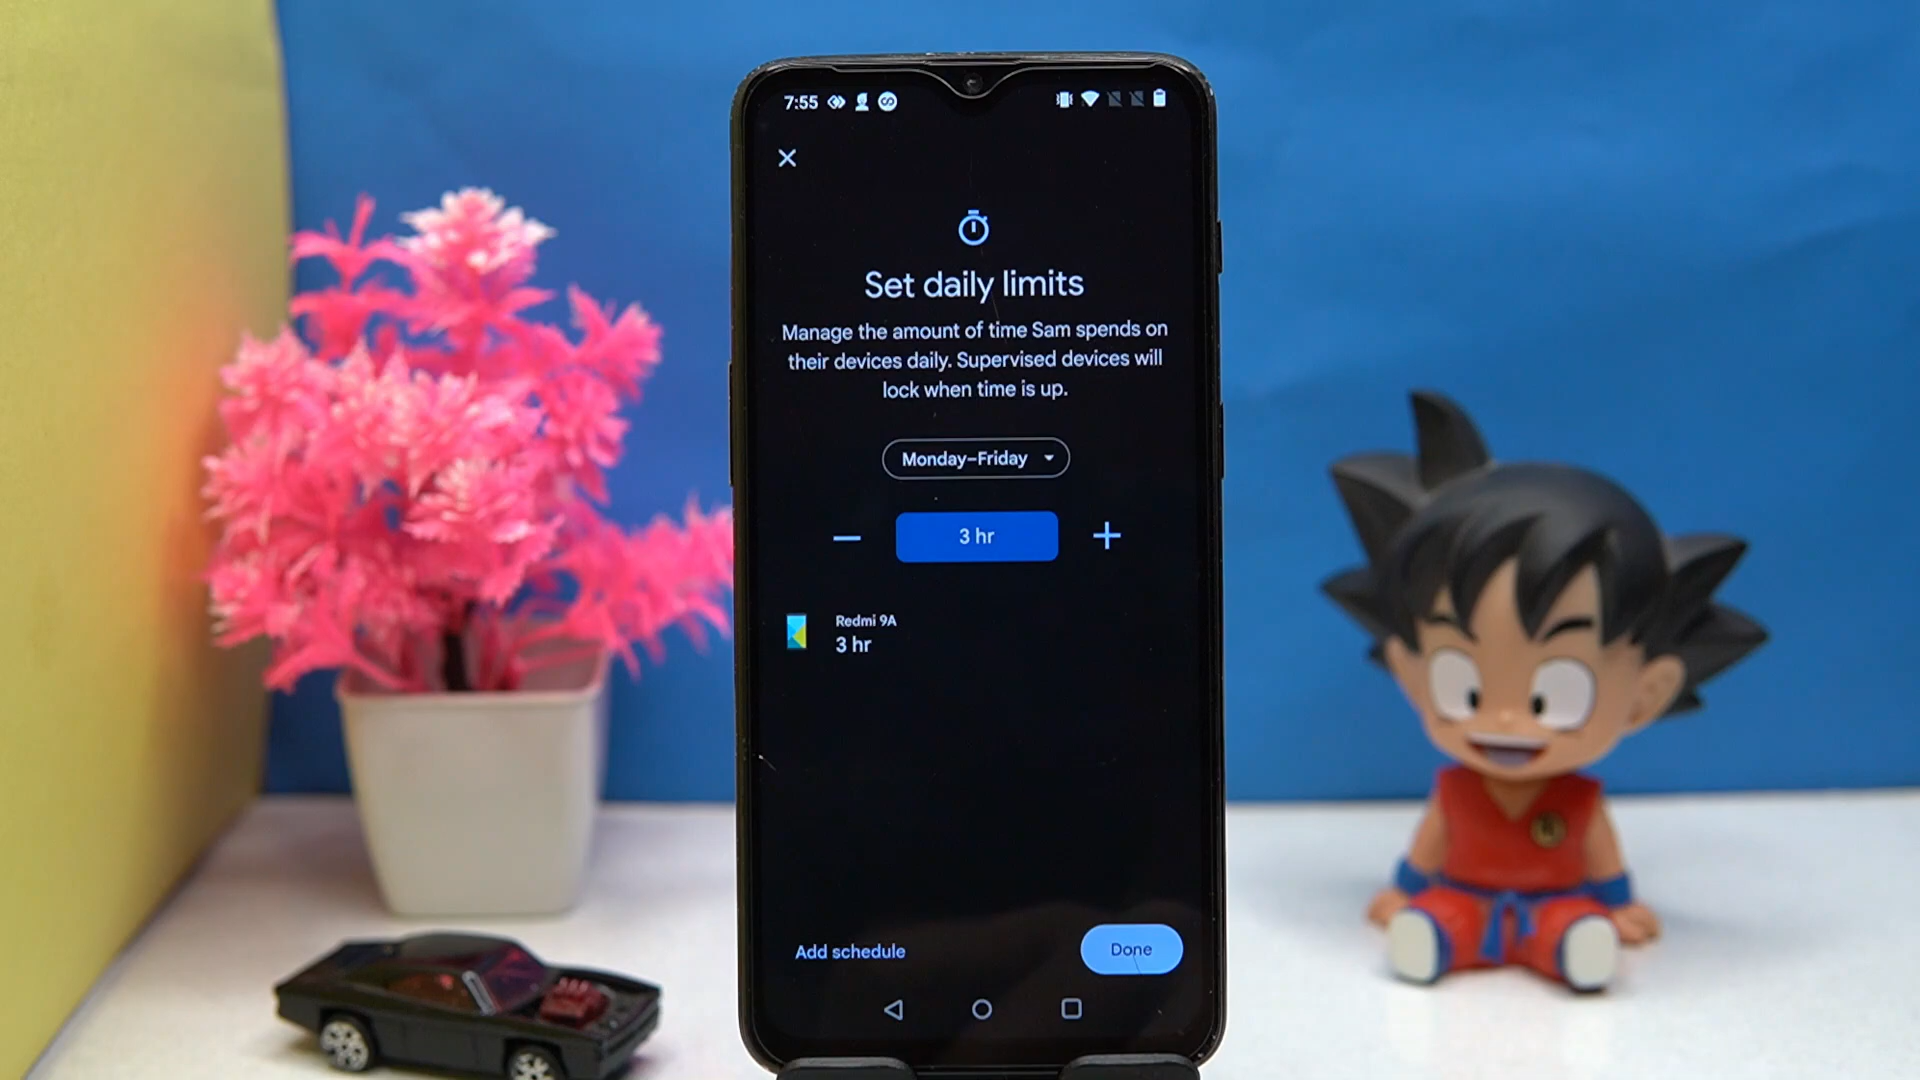 7:55
Set daily limits
Manage the amount of time Sam spends on
their devices daily. Supervised devices will
lock when time is up.
Monday–Friday
3 hr
Redmi 9A
3 hr
Add schedule
Done